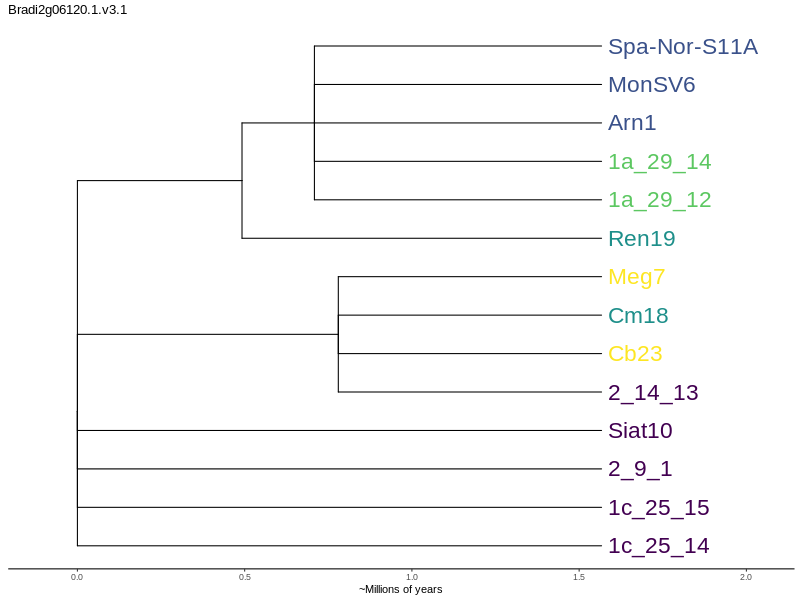 Bradi2g06120.1.v3.1
Spa-Nor-S11A
MonSV6
Arn1
1a_29_14
1a_29_12
Ren19
Meg7
Cm18
Cb23
2_14_13
Siat10
2_9_1
1c_25_15
1c_25_14
0.0 0.5 1.0 1.5 2.0
~Millions of years